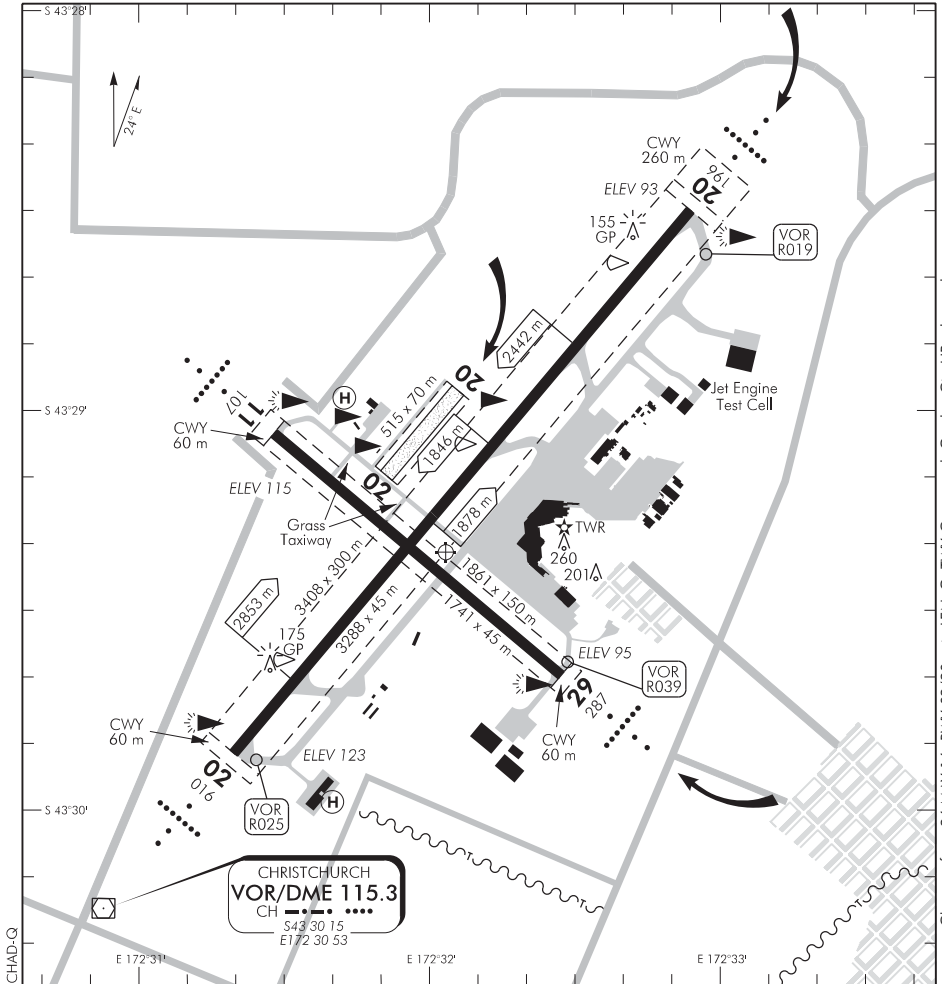 S 43°28'
24° E
CWY
260 m
196
20
ELEV 93
155
GP
VOR
R019
2442 m
20
Jet Engine
Test Cell
S 43°29'
107
11
H
CWY
60 m
515 x 70 m
1846 m
02
ELEV 115
Grass
Taxiway
1878 m
TWR
260
201
1861 x 150 m
1741 x 45 m
3408 x 300 m
3288 x 45 m
2853 m
175
GP
ELEV 95
VOR
R039
29
287
CWY
60 m
CWY
60 m
ELEV 123
02
016
VOR
R025
H
S 43°30'
CHRISTCHURCH
VOR/DME 115.3
CH
S43 30 15
E172 30 53
E 172°31'
E 172°32'
E 172°33'
CHAD-Q